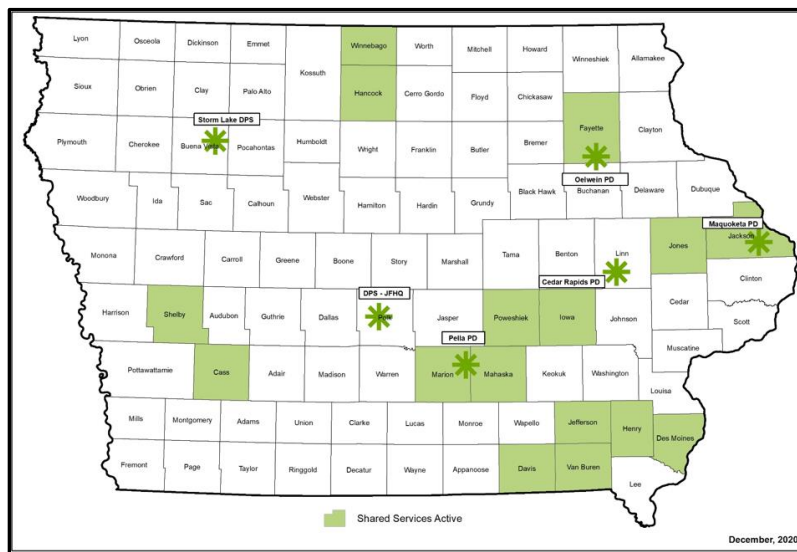 Lyon
Osceola
Dickinson
Emmet
Winnebago
Worth
Mitchell
Howard
Winneshiek
Allamakee
Kossuth
Sioux
Obrien
Clay
Palo Alto
Hancock
Cerro Gordo
Floyd
Chickasaw
Storm Lake DPS
Fayette
Clayton
Plymouth
Cherokee
Buena Vista
Pocahontas
Humboldt
Wright
Franklin
Butler
Bremer
Oelwein PD
Woodbury
Ida
Sac
Calhoun
Webster
Hamilton
Hardin
Grundy
Black Hawk
Buchanan
Delaware
Dubuque
Maquoketa PD
Jackson
Monona
Crawford
Carroll
Greene
Boone
Story
Marshall
Tama
Benton
Linn
Jones
Clinton
Cedar Rapids PD
DPS - JFHQ
Harrison
Shelby
Audubon
Guthrie
Dallas
Polk
Jasper
Poweshiek
Iowa
Johnson
Cedar
Scott
Pella PD
Muscatine
Pottawattamie
Cass
Adair
Madison
Warren
Marion
Mahaska
Keokuk
Washington
Louisa
Mills
Montgomery
Adams
Union
Clarke
Lucas
Monroe
Wapello
Jefferson
Henry
Des Moines
Fremont
Page
Taylor
Ringgold
Decatur
Wayne
Appanoose
Davis
Van Buren
Lee
Shared Services Active
December, 2020